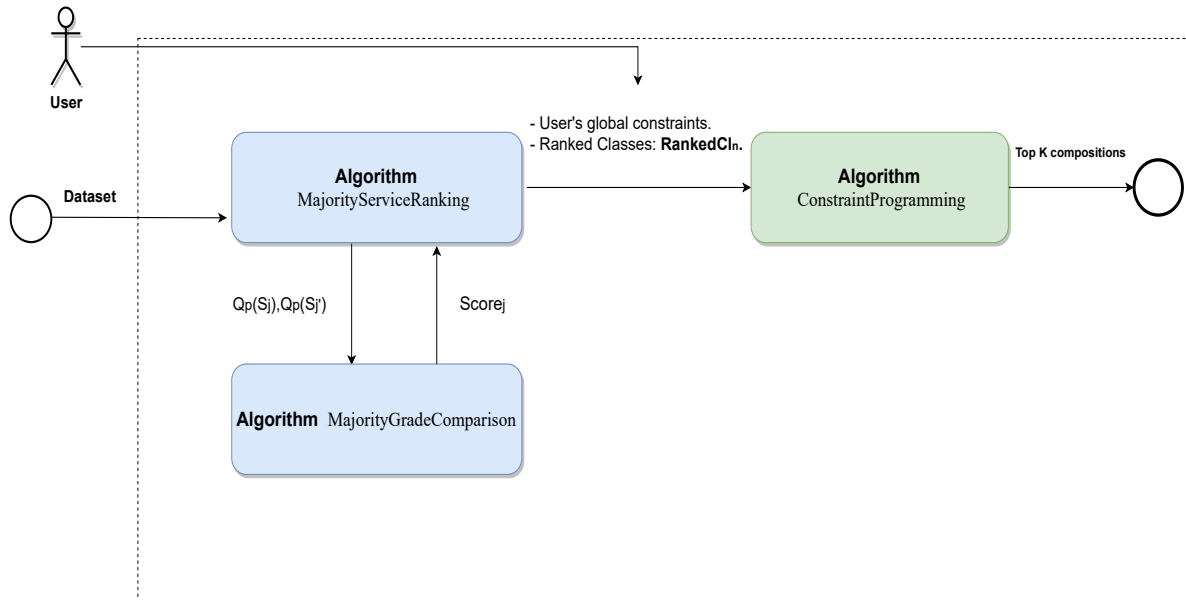 User
- User's global constraints.
- Ranked Classes: RankedCln.
Top K compositions
Algorithm
MajorityServiceRanking
Algorithm
ConstraintProgramming
Dataset
Qp(Sj),Qp(Sj')
Scorej
Algorithm MajorityGradeComparison